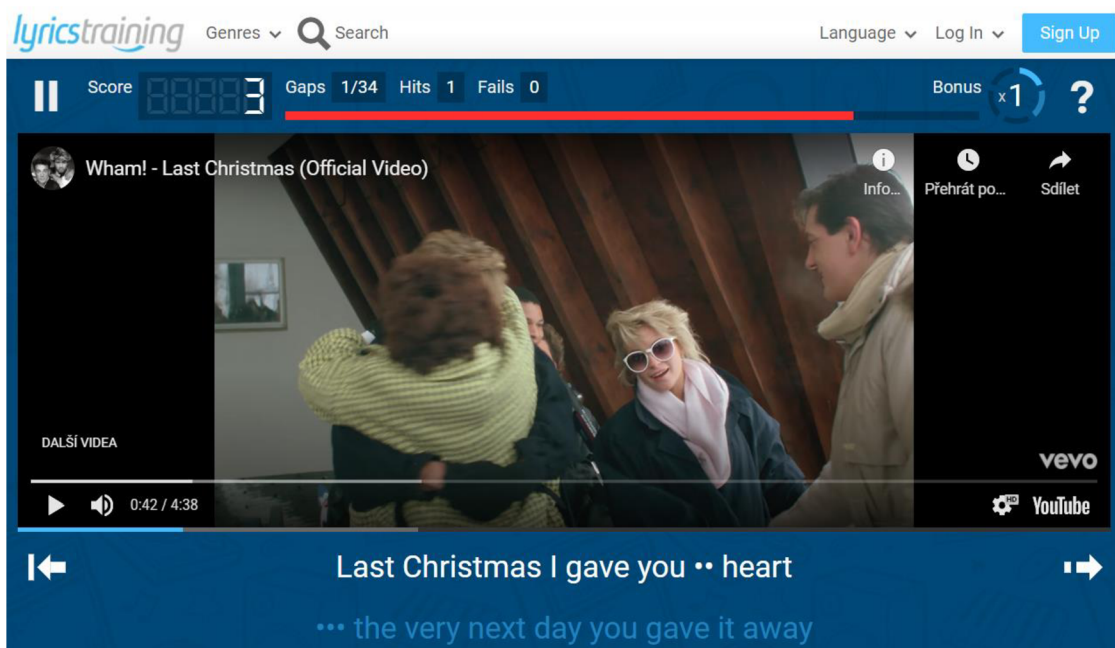 lyricstraining Genres Search Language Log In Sign Up
Score 3 Gaps 1/34 Hits 1 Fails 0 Bonus x1 ?
Wham! - Last Christmas (Official Video)
Info... Přehrát po... Sdílet
DALŠÍ VIDEA
vevo
0:42 / 4:38 HD YouTube
Last Christmas I gave you •• heart
••• the very next day you gave it away